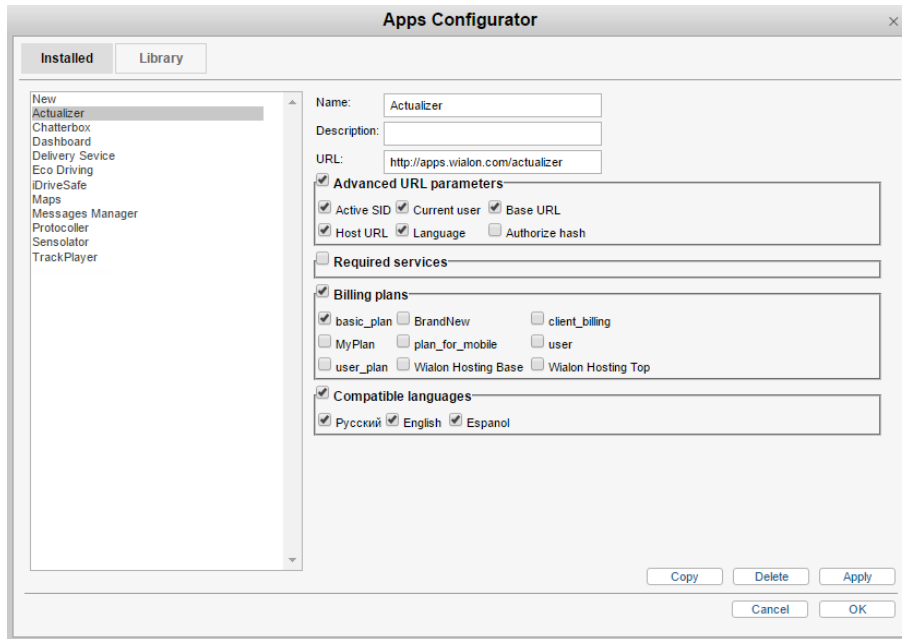 Apps Configurator
Installed Library
New
Actualizer
Chatterbox
Dashboard
Delivery Sevice
Eco Driving
iDriveSafe
Maps
Messages Manager
Protocoller
Sensolator
TrackPlayer
Name: Actualizer
Description:
URL: http://apps.wialon.com/actualizer
Advanced URL parameters
Active SID Current user Base URL
Host URL Language Authorize hash
Required services
Billing plans
basic_plan BrandNew client_billing
MyPlan plan_for_mobile user
user_plan Wialon Hosting Base Wialon Hosting Top
Compatible languages
Русский English Espanol
Copy Delete Apply
Cancel OK